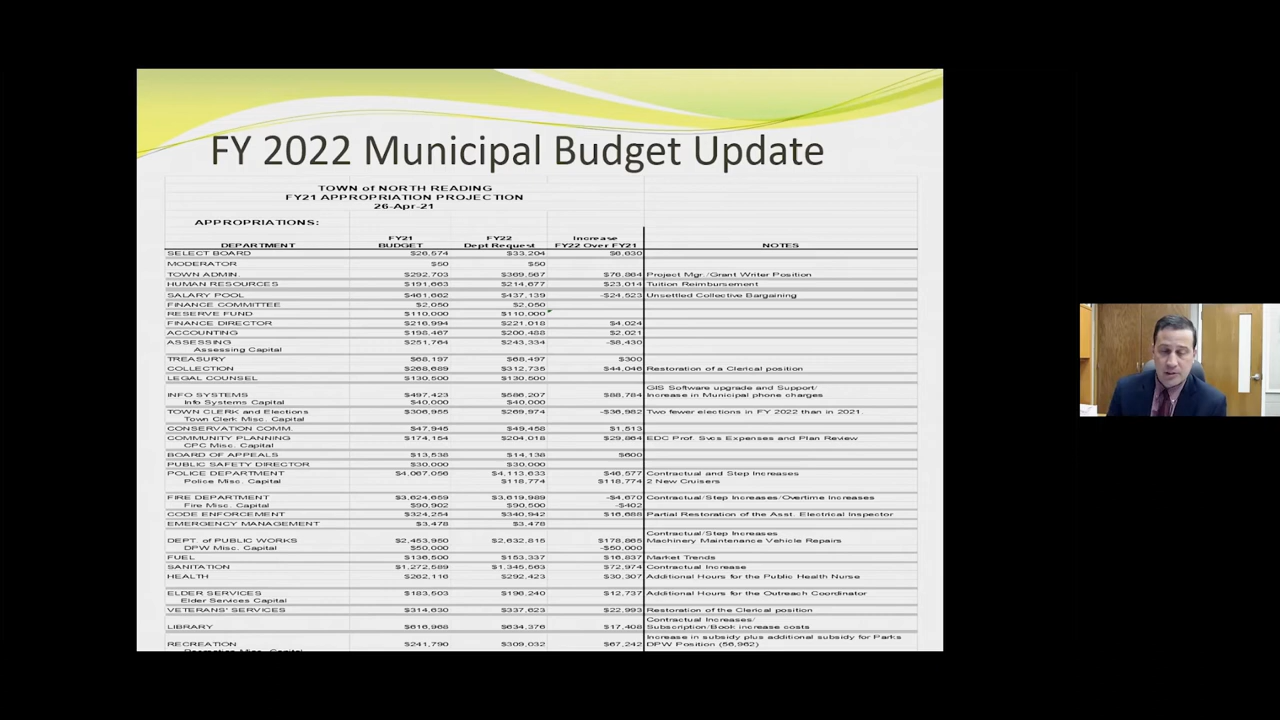 FY 2022 Municipal Budget Update
TOWN of NORTH READING
FY21 APPROPRIATION PROJECTION
26-Apr-21
APPROPRIATIONS:
FY21 FY22 Increase
DEPARTMENT BUDGET Dept Request FY22 Over FY21 NOTES
SELECT BOARD $26,574 $33,204 $6,630
MODERATOR $50 $50
TOWN ADMIN. $292,703 $369,567 $76,864 Project Mgr./Grant Writer Position
HUMAN RESOURCES $191,663 $214,677 $23,014 Tuition Reimbursement
SALARY POOL $461,662 $437,139 -$24,523 Unsettled Collective Bargaining
FINANCE COMMITTEE $2,050 $2,050
RESERVE FUND $110,000 $110,000
FINANCE DIRECTOR $216,994 $221,018 $4,024
ACCOUNTING $198,467 $200,488 $2,021
ASSESSING $251,764 $243,334 -$8,430
Assessing Capital
TREASURY $68,197 $68,497 $300
COLLECTION $268,689 $312,735 $44,046 Restoration of a Clerical position
LEGAL COUNSEL $130,500 $130,500
GIS Software upgrade and Support/
INFO SYSTEMS $497,423 $586,207 $88,784 Increase in Municipal phone charges
Info Systems Capital $40,000 $40,000
TOWN CLERK and Elections $306,955 $269,974 -$36,982 Two fewer elections in FY 2022 than in 2021.
Town Clerk Misc. Capital
CONSERVATION COMM. $47,945 $49,458 $1,513
COMMUNITY PLANNING $174,154 $204,018 $29,864 EDC Prof. Svcs Expenses and Plan Review
CPC Misc. Capital
BOARD OF APPEALS $13,538 $14,138 $600
PUBLIC SAFETY DIRECTOR $30,000 $30,000
POLICE DEPARTMENT $4,067,056 $4,113,633 $46,577 Contractual and Step Increases
Police Misc. Capital $118,774 $118,774 2 New Cruisers
FIRE DEPARTMENT $3,624,659 $3,619,989 -$4,670 Contractual/Step Increases/Overtime Increases
Fire Misc. Capital $90,902 $90,500 -$402
CODE ENFORCEMENT $324,254 $340,942 $16,688 Partial Restoration of the Asst. Electrical Inspector
EMERGENCY MANAGEMENT $3,478 $3,478
Contractual/Step Increases
DEPT. of PUBLIC WORKS $2,453,950 $2,632,815 $178,865 Machinery Maintenance Vehicle Repairs
DPW Misc. Capital $50,000 -$50,000
FUEL $136,500 $153,337 $16,837 Market Trends
SANITATION $1,272,589 $1,345,563 $72,974 Contractual Increase
HEALTH $262,116 $292,423 $30,307 Additional Hours for the Public Health Nurse
ELDER SERVICES $183,503 $196,240 $12,737 Additional Hours for the Outreach Coordinator
Elder Services Capital
VETERANS' SERVICES $314,630 $337,623 $22,993 Restoration of the Clerical position
Contractual Increases/
LIBRARY $616,968 $634,376 $17,408 Subscription/Book increase costs
Increase in subsidy plus additional subsidy for Parks
RECREATION $241,790 $309,032 $67,242 DPW Position (56,962)